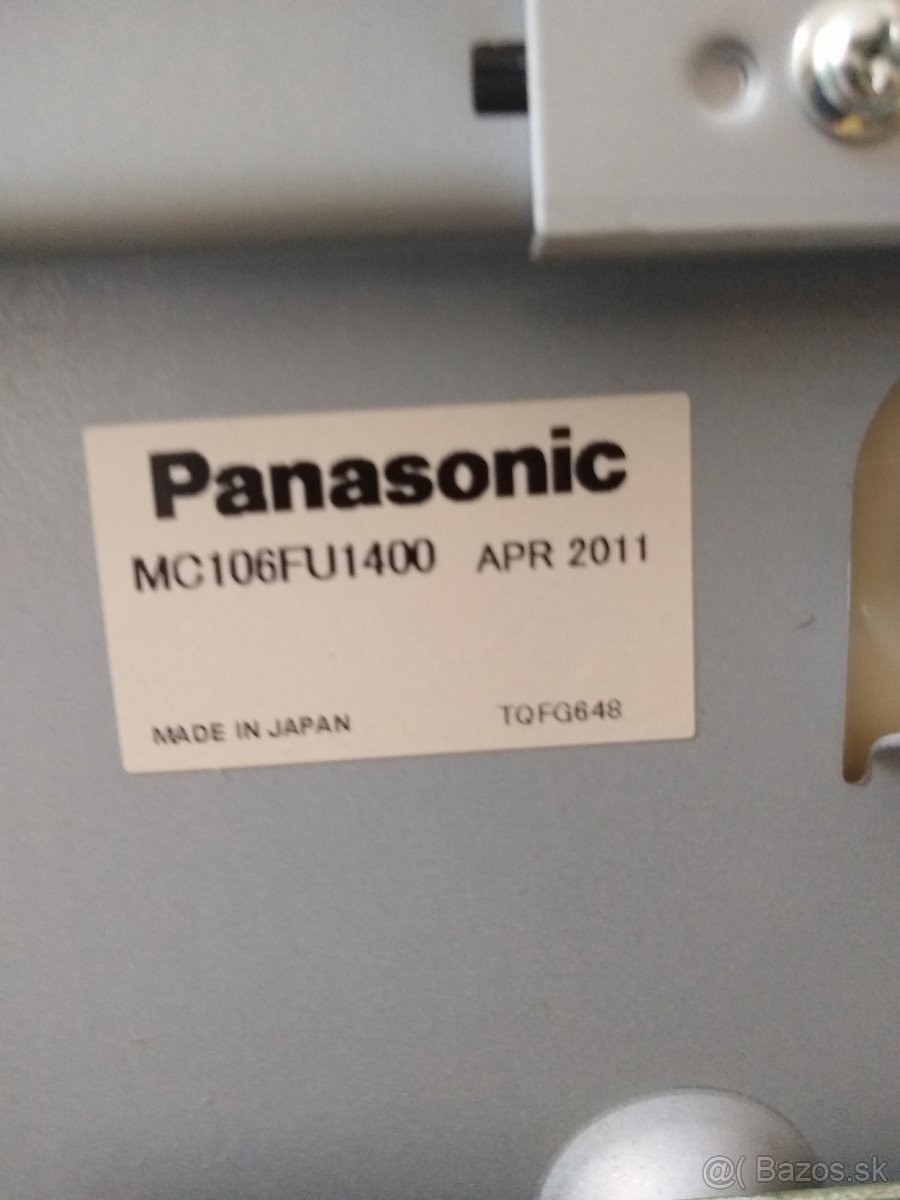 Panasonic
MC106FU1400 APR 2011
MADE IN JAPAN TQFG648
@( Bazos.sk